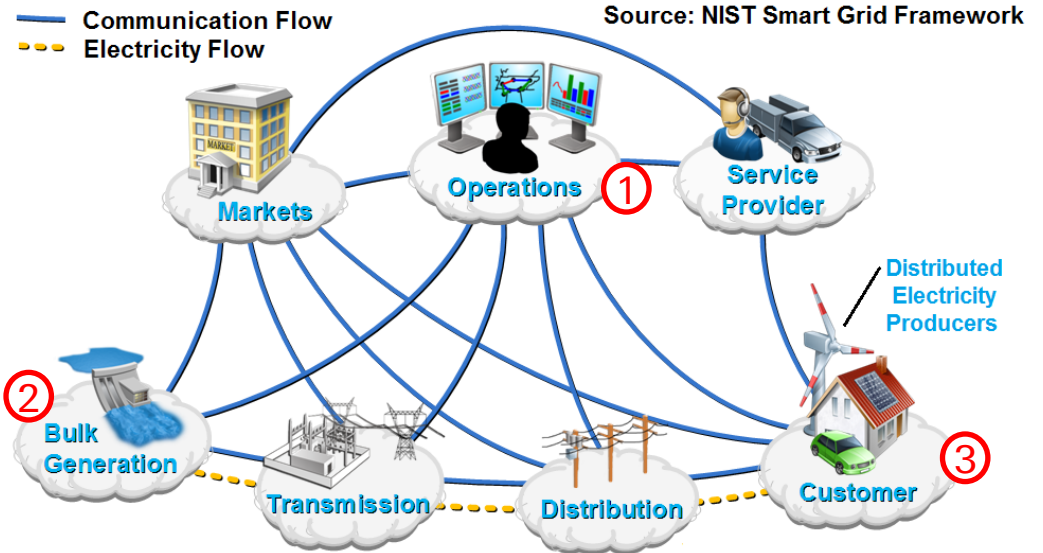 Communication Flow
Electricity Flow
Source: NIST Smart Grid Framework
MARKET
Markets
Operations
1
Service
Provider
Distributed
Electricity
Producers
2
Bulk
Generation
Transmission
Distribution
Customer
3